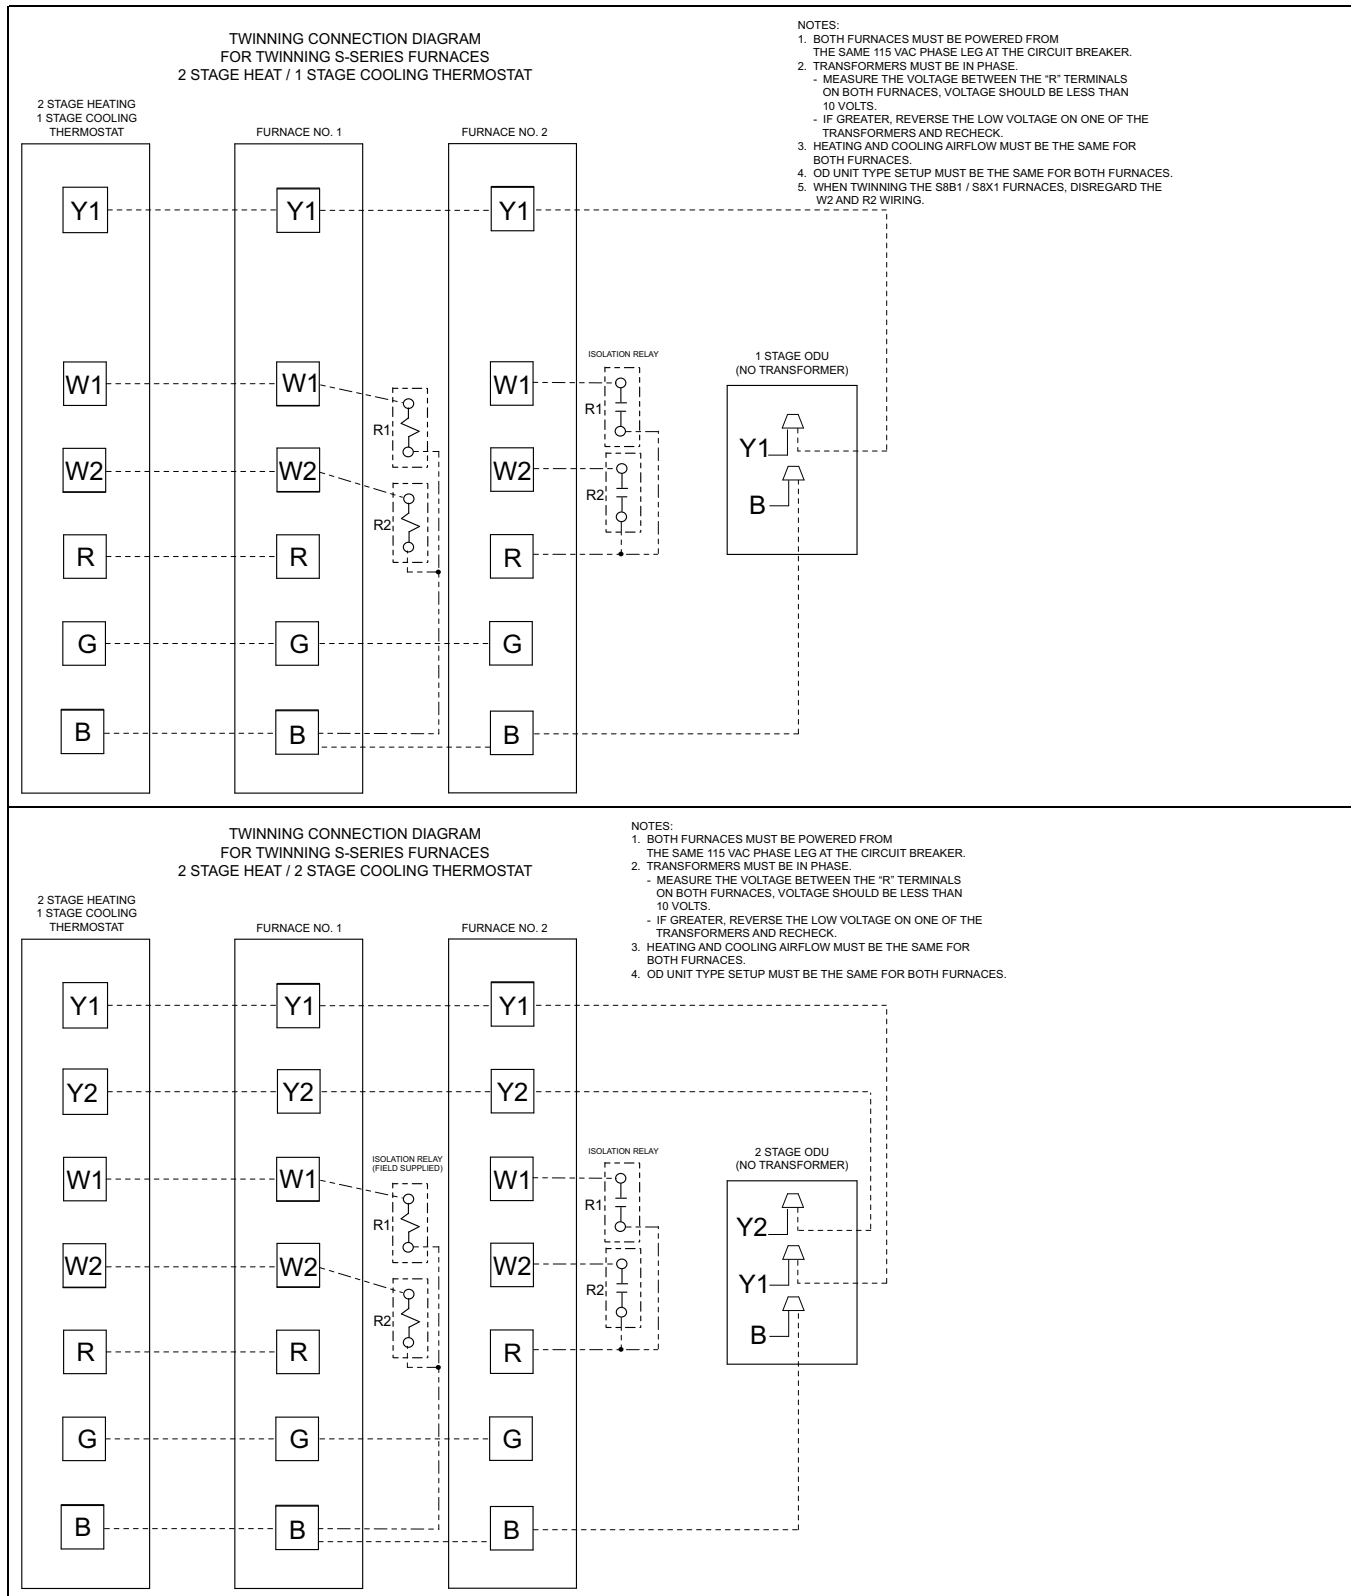 TWINNING CONNECTION DIAGRAM
FOR TWINNING S-SERIES FURNACES
2 STAGE HEAT / 1 STAGE COOLING THERMOSTAT
NOTES:
1. BOTH FURNACES MUST BE POWERED FROM
THE SAME 115 VAC PHASE LEG AT THE CIRCUIT BREAKER.
2. TRANSFORMERS MUST BE IN PHASE.
- MEASURE THE VOLTAGE BETWEEN THE “R” TERMINALS
ON BOTH FURNACES, VOLTAGE SHOULD BE LESS THAN
10 VOLTS.
- IF GREATER, REVERSE THE LOW VOLTAGE ON ONE OF THE
TRANSFORMERS AND RECHECK.
3. HEATING AND COOLING AIRFLOW MUST BE THE SAME FOR
BOTH FURNACES.
4. OD UNIT TYPE SETUP MUST BE THE SAME FOR BOTH FURNACES.
5. WHEN TWINNING THE S8B1 / S8X1 FURNACES, DISREGARD THE
W2 AND R2 WIRING.
2 STAGE HEATING
1 STAGE COOLING
THERMOSTAT
FURNACE NO. 1
FURNACE NO. 2
Y1
Y1
Y1
ISOLATION RELAY
1 STAGE ODU
(NO TRANSFORMER)
W1
W1
R1
W1
R1
Y1
W2
W2
R2
W2
R2
B
R
R
R
G
G
G
B
B
B
TWINNING CONNECTION DIAGRAM
FOR TWINNING S-SERIES FURNACES
2 STAGE HEAT / 2 STAGE COOLING THERMOSTAT
NOTES:
1. BOTH FURNACES MUST BE POWERED FROM
THE SAME 115 VAC PHASE LEG AT THE CIRCUIT BREAKER.
2. TRANSFORMERS MUST BE IN PHASE.
- MEASURE THE VOLTAGE BETWEEN THE “R” TERMINALS
ON BOTH FURNACES, VOLTAGE SHOULD BE LESS THAN
10 VOLTS.
- IF GREATER, REVERSE THE LOW VOLTAGE ON ONE OF THE
TRANSFORMERS AND RECHECK.
3. HEATING AND COOLING AIRFLOW MUST BE THE SAME FOR
BOTH FURNACES.
4. OD UNIT TYPE SETUP MUST BE THE SAME FOR BOTH FURNACES.
2 STAGE HEATING
1 STAGE COOLING
THERMOSTAT
FURNACE NO. 1
FURNACE NO. 2
Y1
Y1
Y1
Y2
Y2
Y2
ISOLATION RELAY
(FIELD SUPPLIED)
ISOLATION RELAY
2 STAGE ODU
(NO TRANSFORMER)
W1
W1
R1
W1
R1
Y2
W2
W2
R2
W2
R2
Y1
B
R
R
R
G
G
G
B
B
B